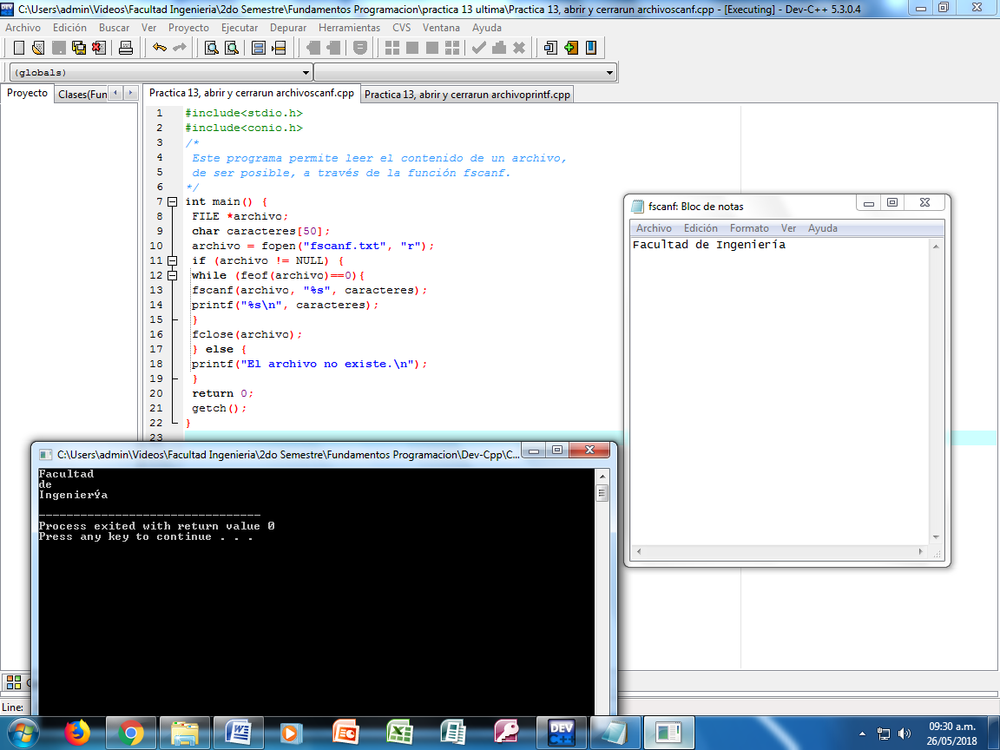 C:\Users\admin\Videos\Facultad Ingenieria\2do Semestre\Fundamentos Programacion\practica 13 ultima\Practica 13, abrir y cerrarun archivoscanf.cpp - [Executing] - Dev-C++ 5.3.0.4
Archivo Edición Buscar Ver Proyecto Ejecutar Depurar Herramientas CVS Ventana Ayuda
(globals)
Proyecto Clases(Fun Practica 13, abrir y cerrarun archivoscanf.cpp Practica 13, abrir y cerrarun archivoprintf.cpp
1 #include<stdio.h>
2 #include<conio.h>
3 /*
4 Este programa permite leer el contenido de un archivo,
5 de ser posible, a través de la función fscanf.
6 */
7 int main() {
8 FILE *archivo;
9 char caracteres[50];
10 archivo = fopen("fscanf.txt", "r");
11 if (archivo != NULL) {
12 while (feof(archivo)==0){
13 fscanf(archivo, "%s", caracteres);
14 printf("%s\n", caracteres);
15 }
16 fclose(archivo);
17 } else {
18 printf("El archivo no existe.\n");
19 }
20 return 0;
21 getch();
22 }
23
fscanf: Bloc de notas
Archivo Edición Formato Ver Ayuda
Facultad de Ingeniería
C:\Users\admin\Videos\Facultad Ingenieria\2do Semestre\Fundamentos Programacion\Dev-Cpp\C...
Facultad
de
IngenierÝa
--------------------------------
Process exited with return value 0
Press any key to continue . . .
Line:
DEV C++
09:30 a.m.
26/05/2018